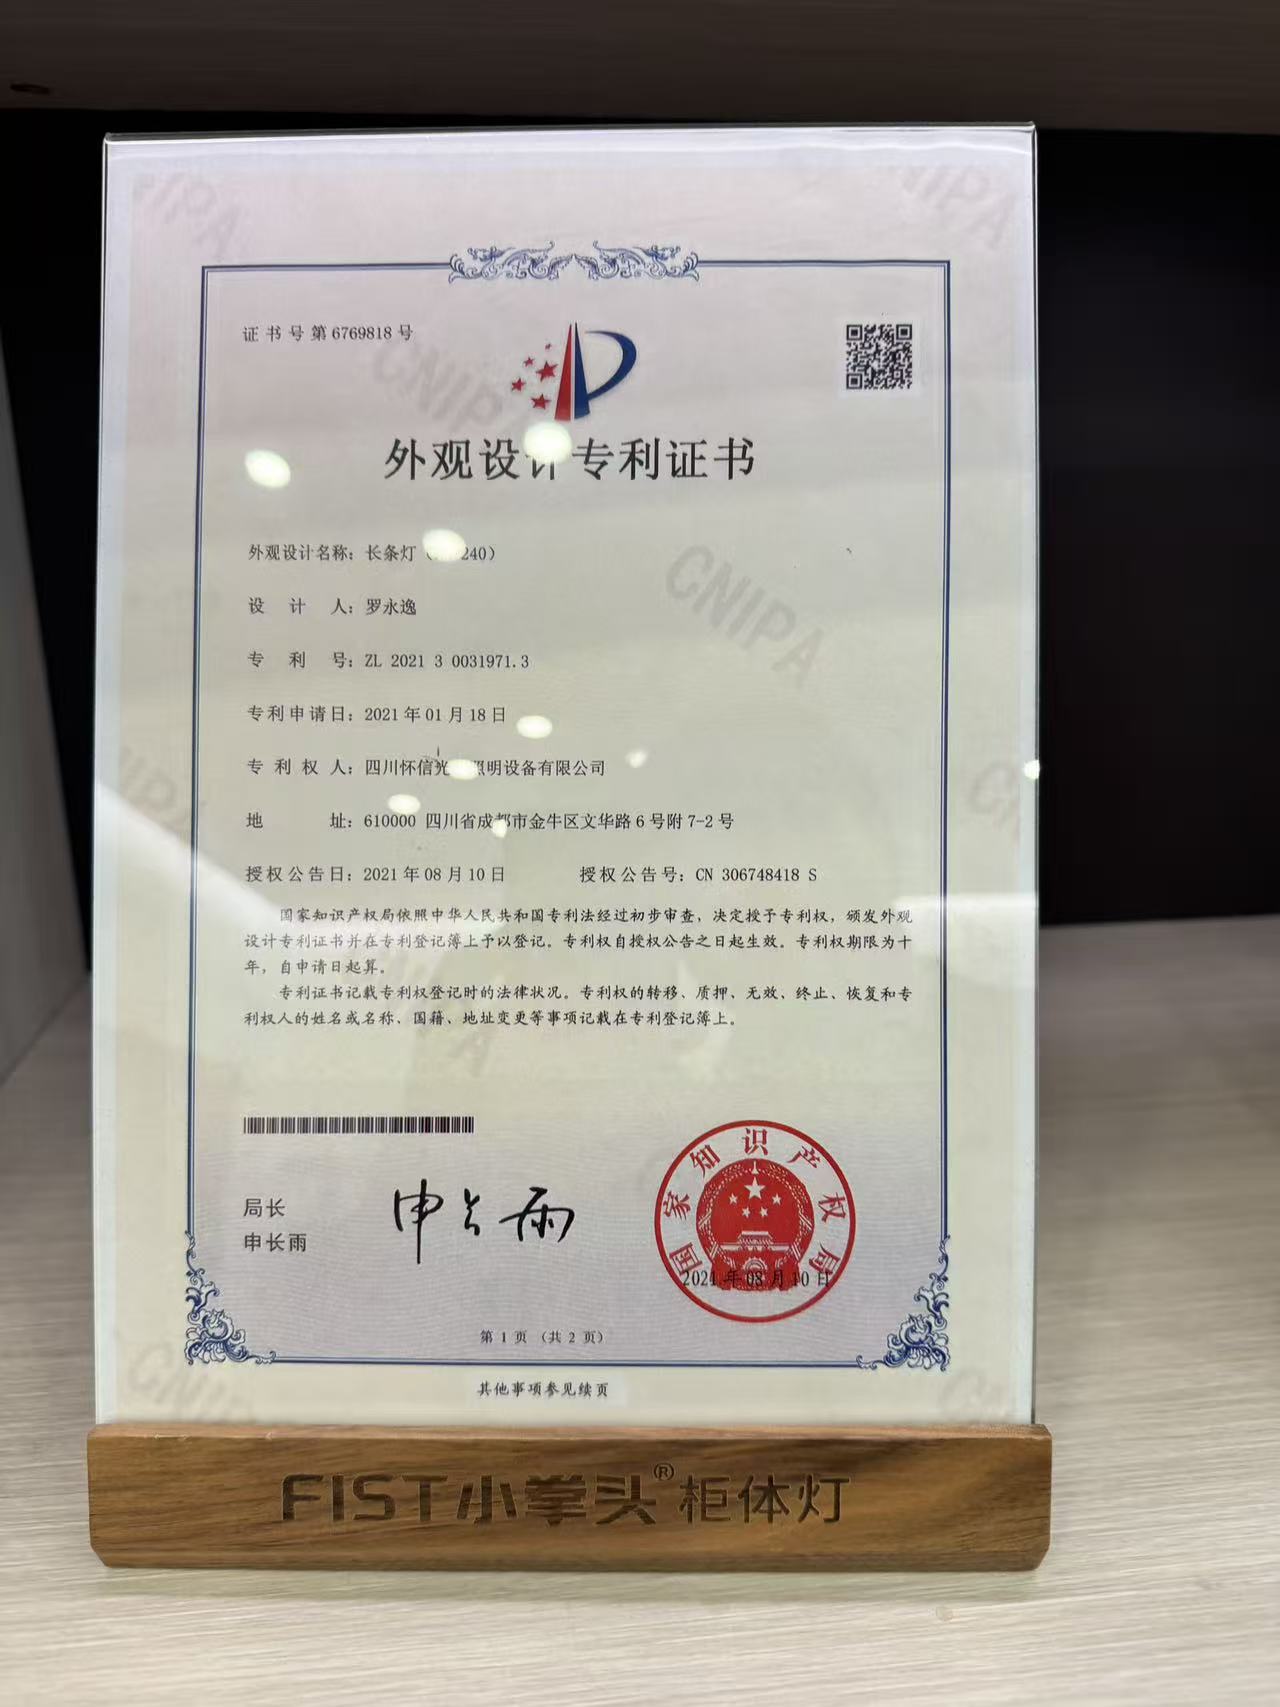 证书号第6769818号
外观设计专利证书
外观设计名称：长条灯（ 240）
设计人：罗永逸
专利号：ZL 2021 3 0031971.3
专利申请日：2021年01月18日
专利权人：四川怀信光 照明设备有限公司
地址：610000 四川省成都市金牛区文华路6号附7-2号
授权公告日：2021年08月10日 授权公告号：CN 306748418 S
国家知识产权局依照中华人民共和国专利法经过初步审查，决定授予专利权，颁发外观
设计专利证书并在专利登记簿上予以登记。专利权自授权公告之日起生效。专利权期限为十
年，自申请日起算。
专利证书记载专利权登记时的法律状况。专利权的转移、质押、无效、终止、恢复和专
利权人的姓名或名称、国籍、地址变更等事项记载在专利登记簿上。
局长
申长雨
申长雨
国家知识产权局
2021年08月10日
第1页（共2页）
其他事项参见续页
FIST小拳头®柜体灯
CNIPA
CNIPA
CNIPA